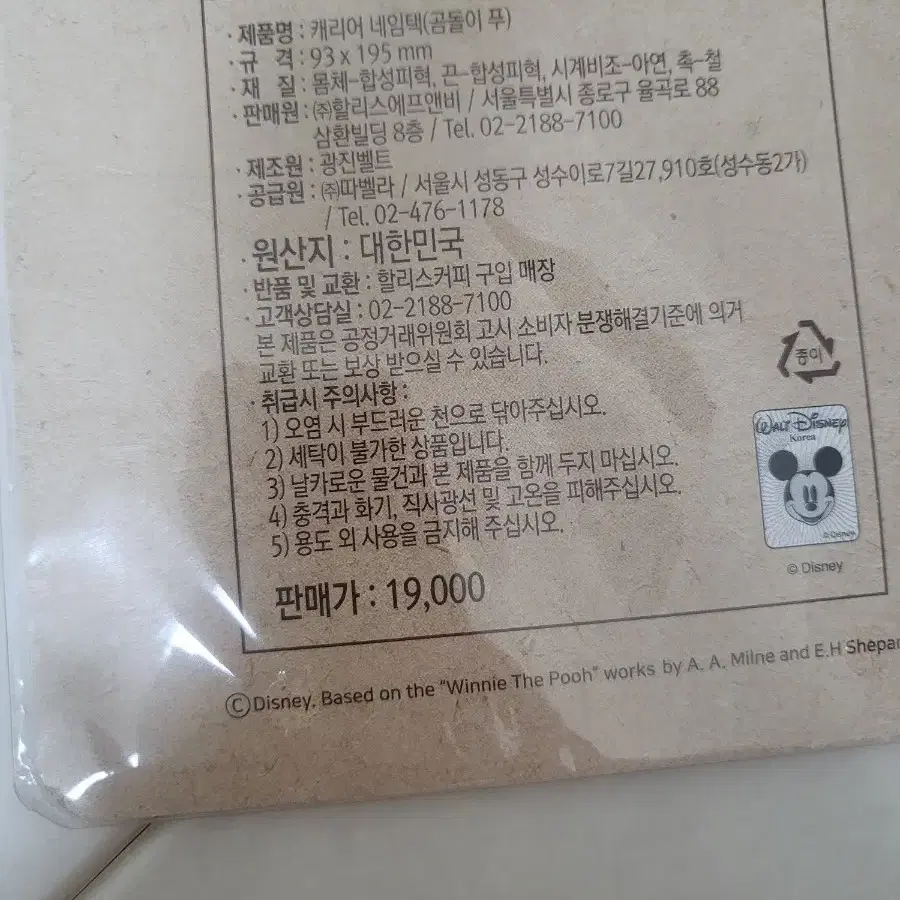 · 제품명 : 캐리어 네임택(곰돌이 푸)
· 규 격 : 93 x 195 mm
· 재 질 : 몸체-합성피혁, 끈-합성피혁, 시계비조-아연, 촉-철
· 판매원 : ㈜할리스에프앤비 / 서울특별시 종로구 율곡로 88
삼환빌딩 8층 / Tel. 02-2188-7100
· 제조원 : 광진벨트
· 공급원 : ㈜따벨라 / 서울시 성동구 성수이로7길27,910호(성수동2가)
/ Tel. 02-476-1178
· 원산지 : 대한민국
· 반품 및 교환 : 할리스커피 구입 매장
· 고객상담실 : 02-2188-7100
본 제품은 공정거래위원회 고시 소비자 분쟁해결기준에 의거
교환 또는 보상 받으실 수 있습니다.
· 취급시 주의사항 :
1) 오염 시 부드러운 천으로 닦아주십시오.
2) 세탁이 불가한 상품입니다.
3) 날카로운 물건과 본 제품을 함께 두지 마십시오.
4) 충격과 화기, 직사광선 및 고온을 피해주십시오.
5) 용도 외 사용을 금지해 주십시오.
종이
WALT DISNEY
Korea
© Disney
© Disney
판매가 : 19,000
©Disney. Based on the "Winnie The Pooh" works by A. A. Milne and E.H Shepar